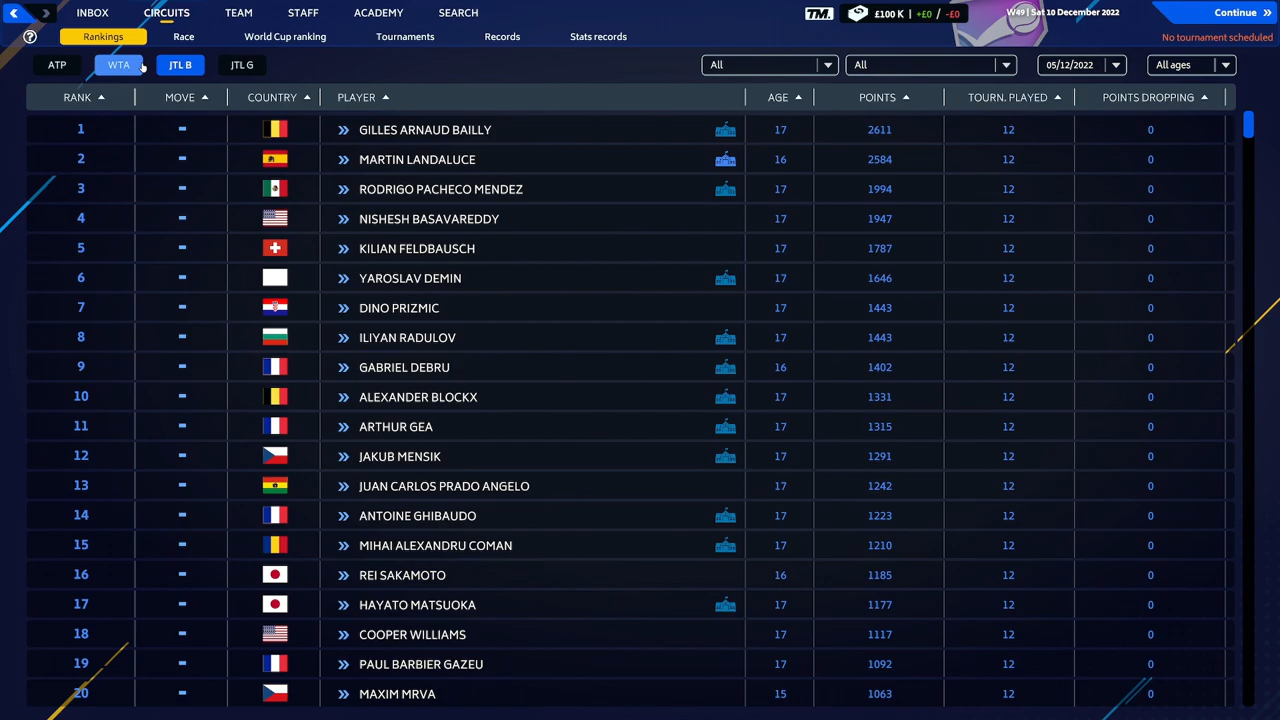 INBOX CIRCUITS TEAM STAFF ACADEMY SEARCH TM. £100 K | +£0 / -£0 W49 | Sat 10 December 2022 Continue
Rankings Race World Cup ranking Tournaments Records Stats records No tournament scheduled
ATP WTA JTL B JTL G All All 05/12/2022 All ages
RANK MOVE COUNTRY PLAYER AGE POINTS TOURN. PLAYED POINTS DROPPING
1 - GILLES ARNAUD BAILLY 17 2611 12 0
2 - MARTIN LANDALUCE 16 2584 12 0
3 - RODRIGO PACHECO MENDEZ 17 1994 12 0
4 - NISHESH BASAVAREDDY 17 1947 12 0
5 - KILIAN FELDBAUSCH 17 1787 12 0
6 - YAROSLAV DEMIN 17 1646 12 0
7 - DINO PRIZMIC 17 1443 12 0
8 - ILIYAN RADULOV 17 1443 12 0
9 - GABRIEL DEBRU 16 1402 12 0
10 - ALEXANDER BLOCKX 17 1331 12 0
11 - ARTHUR GEA 17 1315 12 0
12 - JAKUB MENSIK 17 1291 12 0
13 - JUAN CARLOS PRADO ANGELO 17 1242 12 0
14 - ANTOINE GHIBAUDO 17 1223 12 0
15 - MIHAI ALEXANDRU COMAN 17 1210 12 0
16 - REI SAKAMOTO 16 1185 12 0
17 - HAYATO MATSUOKA 17 1177 12 0
18 - COOPER WILLIAMS 17 1117 12 0
19 - PAUL BARBIER GAZEU 17 1092 12 0
20 - MAXIM MRVA 15 1063 12 0